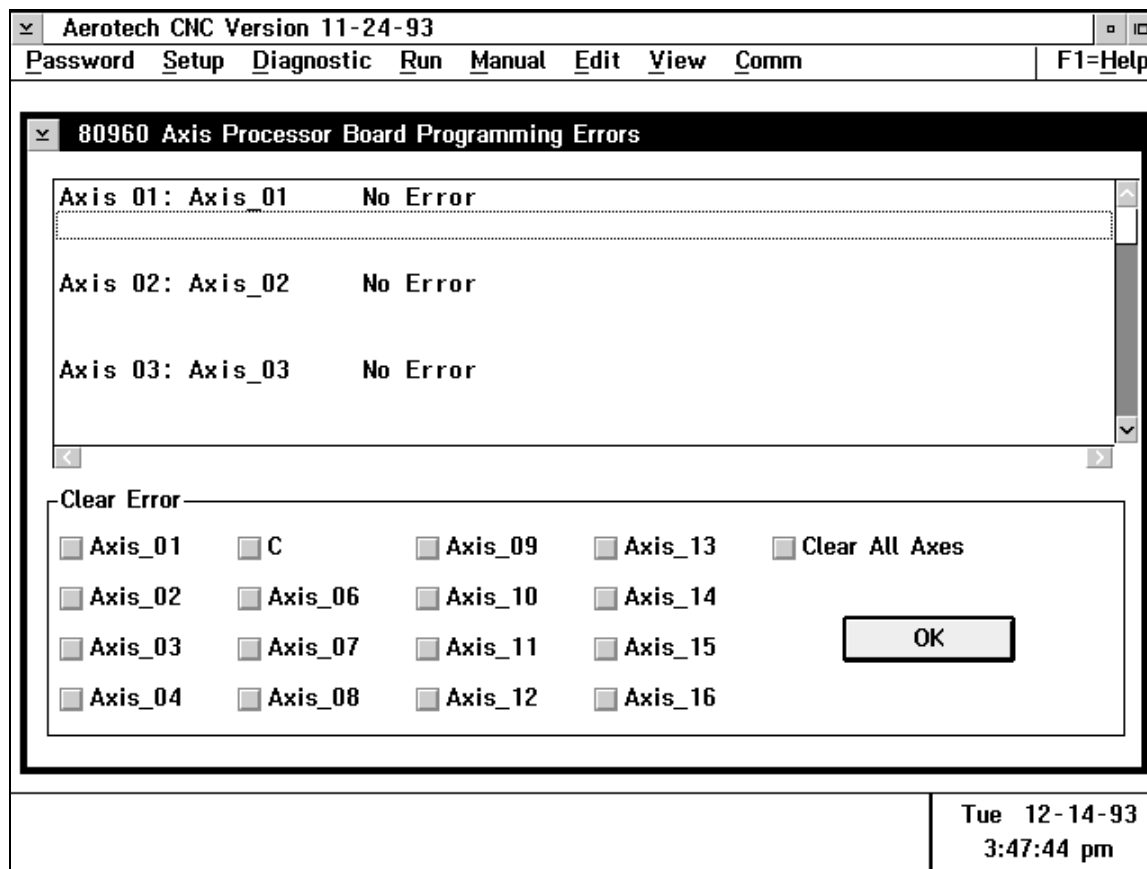 Aerotech CNC Version 11-24-93
Password Setup Diagnostic Run Manual Edit View Comm F1=Help
80960 Axis Processor Board Programming Errors
Axis 01: Axis_01 No Error
Axis 02: Axis_02 No Error
Axis 03: Axis_03 No Error
Clear Error
Axis_01 C Axis_09 Axis_13 Clear All Axes
Axis_02 Axis_06 Axis_10 Axis_14
Axis_03 Axis_07 Axis_11 Axis_15
OK
Axis_04 Axis_08 Axis_12 Axis_16
Tue 12-14-93
3:47:44 pm